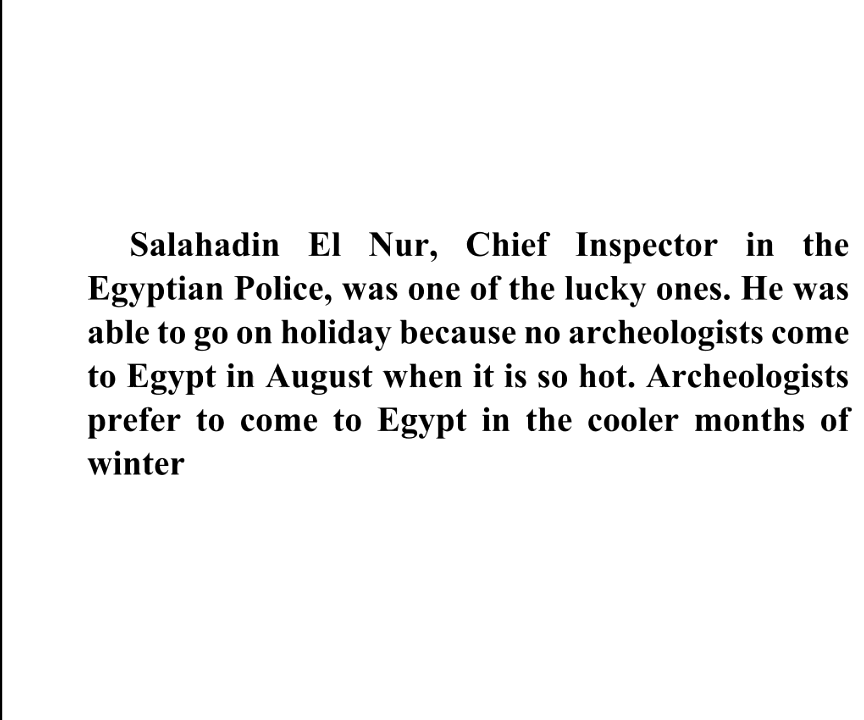 Salahadin El Nur, Chief Inspector in the
Egyptian Police, was one of the lucky ones. He was
able to go on holiday because no archeologists come
to Egypt in August when it is so hot. Archeologists
prefer to come to Egypt in the cooler months of
winter